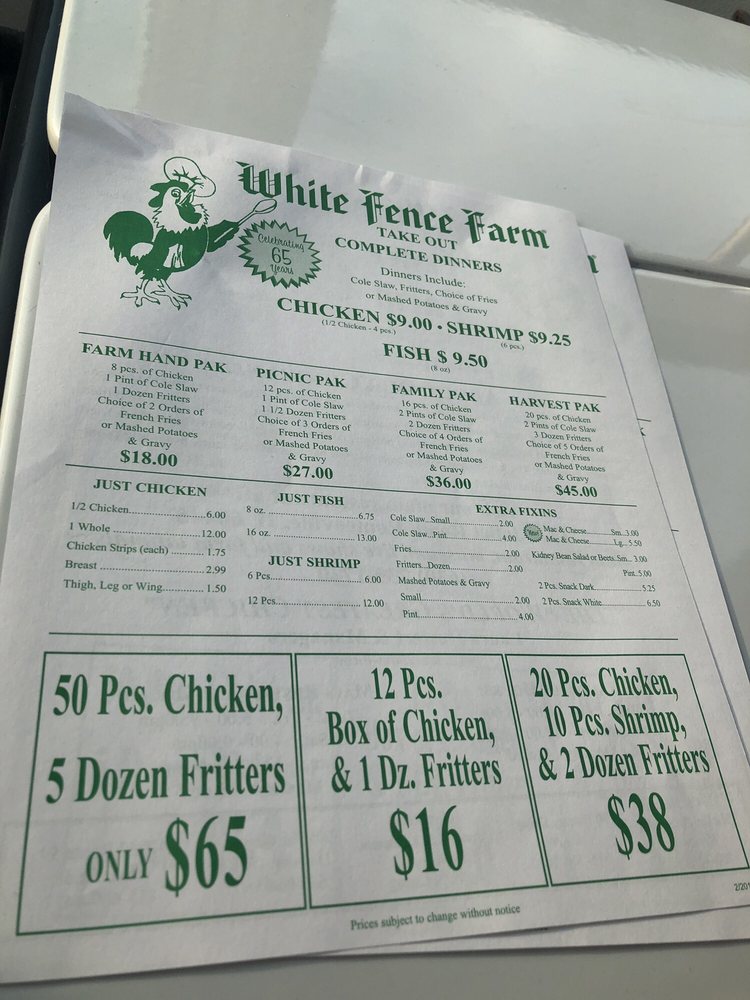 White Fence Farm
Celebrating
65
Years
TAKE OUT
COMPLETE DINNERS
Dinners Include:
Cole Slaw, Fritters, Choice of Fries
or Mashed Potatoes & Gravy
CHICKEN $9.00 • SHRIMP $9.25
(1/2 Chicken - 4 pcs.) (6 pcs.)
FISH $ 9.50
(8 oz)
FARM HAND PAK
8 pcs. of Chicken
1 Pint of Cole Slaw
1 Dozen Fritters
Choice of 2 Orders of
French Fries
or Mashed Potatoes
& Gravy
$18.00
PICNIC PAK
12 pcs. of Chicken
1 Pint of Cole Slaw
1 1/2 Dozen Fritters
Choice of 3 Orders of
French Fries
or Mashed Potatoes
& Gravy
$27.00
FAMILY PAK
16 pcs. of Chicken
2 Pints of Cole Slaw
2 Dozen Fritters
Choice of 4 Orders of
French Fries
or Mashed Potatoes
& Gravy
$36.00
HARVEST PAK
20 pcs. of Chicken
2 Pints of Cole Slaw
3 Dozen Fritters
Choice of 5 Orders of
French Fries
or Mashed Potatoes
& Gravy
$45.00
JUST CHICKEN
1/2 Chicken 6.00
1 Whole 12.00
Chicken Strips (each) 1.75
Breast 2.99
Thigh, Leg or Wing 1.50
JUST FISH
8 oz. 6.75
16 oz. 13.00
JUST SHRIMP
6 Pcs. 6.00
12 Pcs. 12.00
EXTRA FIXINS
Cole Slaw...Small 2.00
Cole Slaw...Pint 4.00
Fries 2.00
Fritters...Dozen 2.00
Mashed Potatoes & Gravy
Small 2.00
Pint 4.00
Mac & Cheese Sm...3.00
Mac & Cheese Lg... 5.50
Kidney Bean Salad or Beets..Sm... 3.00
Pint..5.00
2 Pcs. Snack Dark 5.25
2 Pcs. Snack White 6.50
50 Pcs. Chicken,
5 Dozen Fritters
ONLY $65
12 Pcs.
Box of Chicken,
& 1 Dz. Fritters
$16
20 Pcs. Chicken,
10 Pcs. Shrimp,
& 2 Dozen Fritters
$38
Prices subject to change without notice